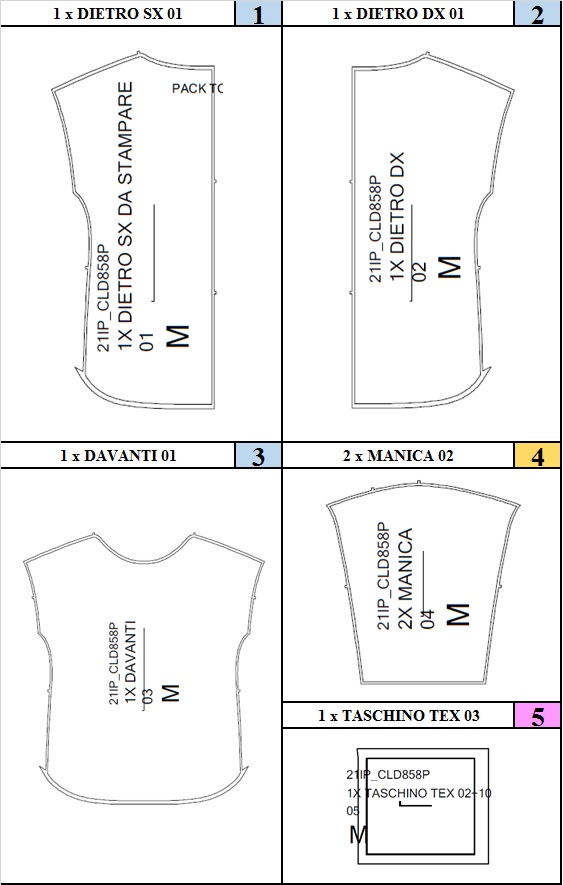 1 x DIETRO SX 01
1
1 x DIETRO DX 01
2
PACK TO
21IP_CLD858P
1X DIETRO SX DA STAMPARE
01
M
21IP_CLD858P
1X DIETRO DX
02
M
1 x DAVANTI 01
3
2 x MANICA 02
4
21IP_CLD858P
1X DAVANTI
03
M
21IP_CLD858P
2X MANICA
04
M
1 x TASCHINO TEX 03
5
21IP_CLD858P
1X TASCHINO TEX 02-10
05
M